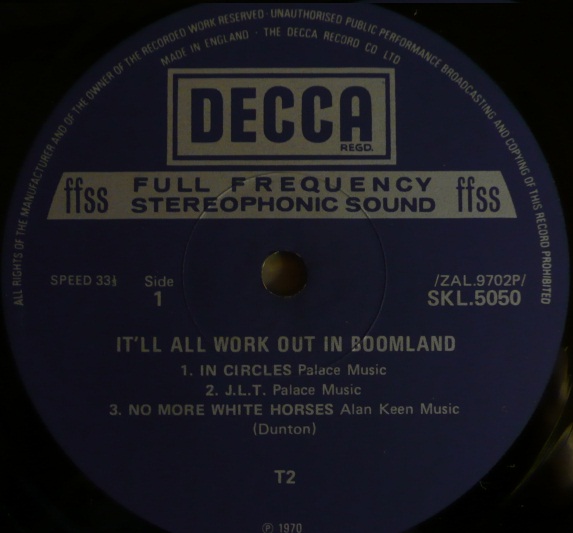 ALL RIGHTS OF THE MANUFACTURER AND OF THE OWNER OF THE RECORDED WORK RESERVED · UNAUTHORISED PUBLIC PERFORMANCE BROADCASTING AND COPYING OF THIS RECORD PROHIBITED
MADE IN ENGLAND · THE DECCA RECORD CO LTD
DECCA
REGD.
ffss FULL FREQUENCY STEREOPHONIC SOUND ffss
SPEED 33⅓ Side 1 /ZAL.9702P/
SKL.5050
IT'LL ALL WORK OUT IN BOOMLAND
1. IN CIRCLES Palace Music
2. J.L.T. Palace Music
3. NO MORE WHITE HORSES Alan Keen Music
(Dunton)
T2
℗ 1970